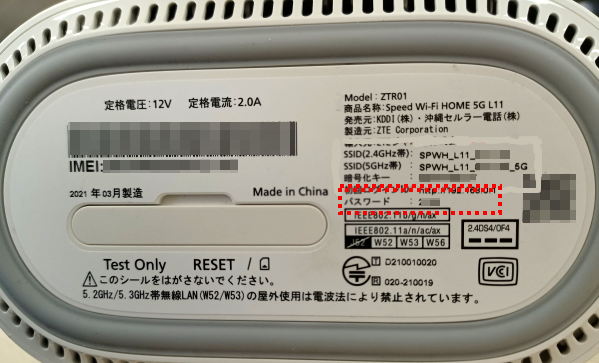 定格電圧:12V 定格電流:2.0A
IMEI:
2021 年03月製造
Made in China
Test Only RESET /
このシールをはがさないでください。
5.2GHz/5.3GHz帯無線LAN(W52/W53)の屋外使用は電波法により禁止されています。
Model : ZTR01
商品名称: Speed Wi-Fi HOME 5G L11
発売元: KDDI(株)・沖縄セルラー電話(株)
製造元: ZTE Corporation
SSID(2.4GHz帯) : SPWH_L11_
SSID(5GHz帯) : SPWH_L11_ _5G
暗号化キー :
パスワード : 2
IEEE802.11b/g/n/ax
IEEE802.11a/n/ac/ax
J52 W52 W53 W56
2.4DS4/OF4
T D210010020
R 020-210019
VCCI